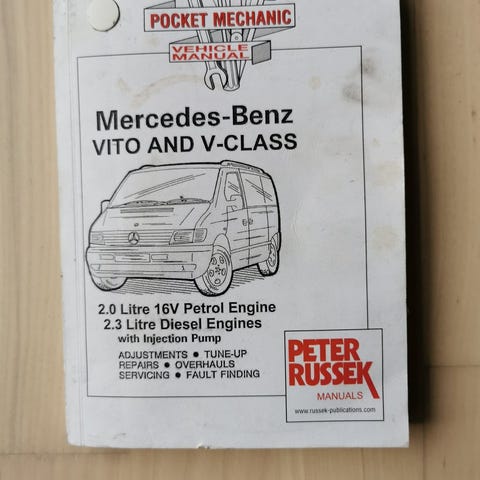 POCKET MECHANIC
VEHICLE
MANUAL
Mercedes-Benz
VITO AND V-CLASS
2.0 Litre 16V Petrol Engine
2.3 Litre Diesel Engines
with Injection Pump
ADJUSTMENTS ● TUNE-UP
REPAIRS ● OVERHAULS
SERVICING ● FAULT FINDING
PETER
RUSSEK
MANUALS
www.russek-publications.com